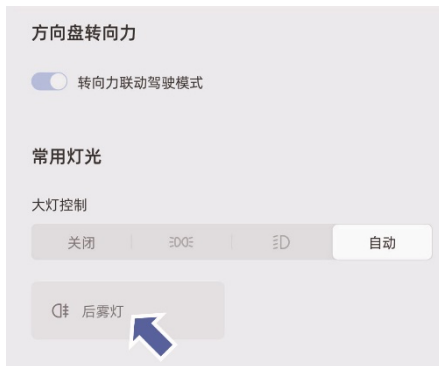 方向盘转向力
转向力联动驾驶模式
常用灯光
大灯控制
关闭 自动
后雾灯